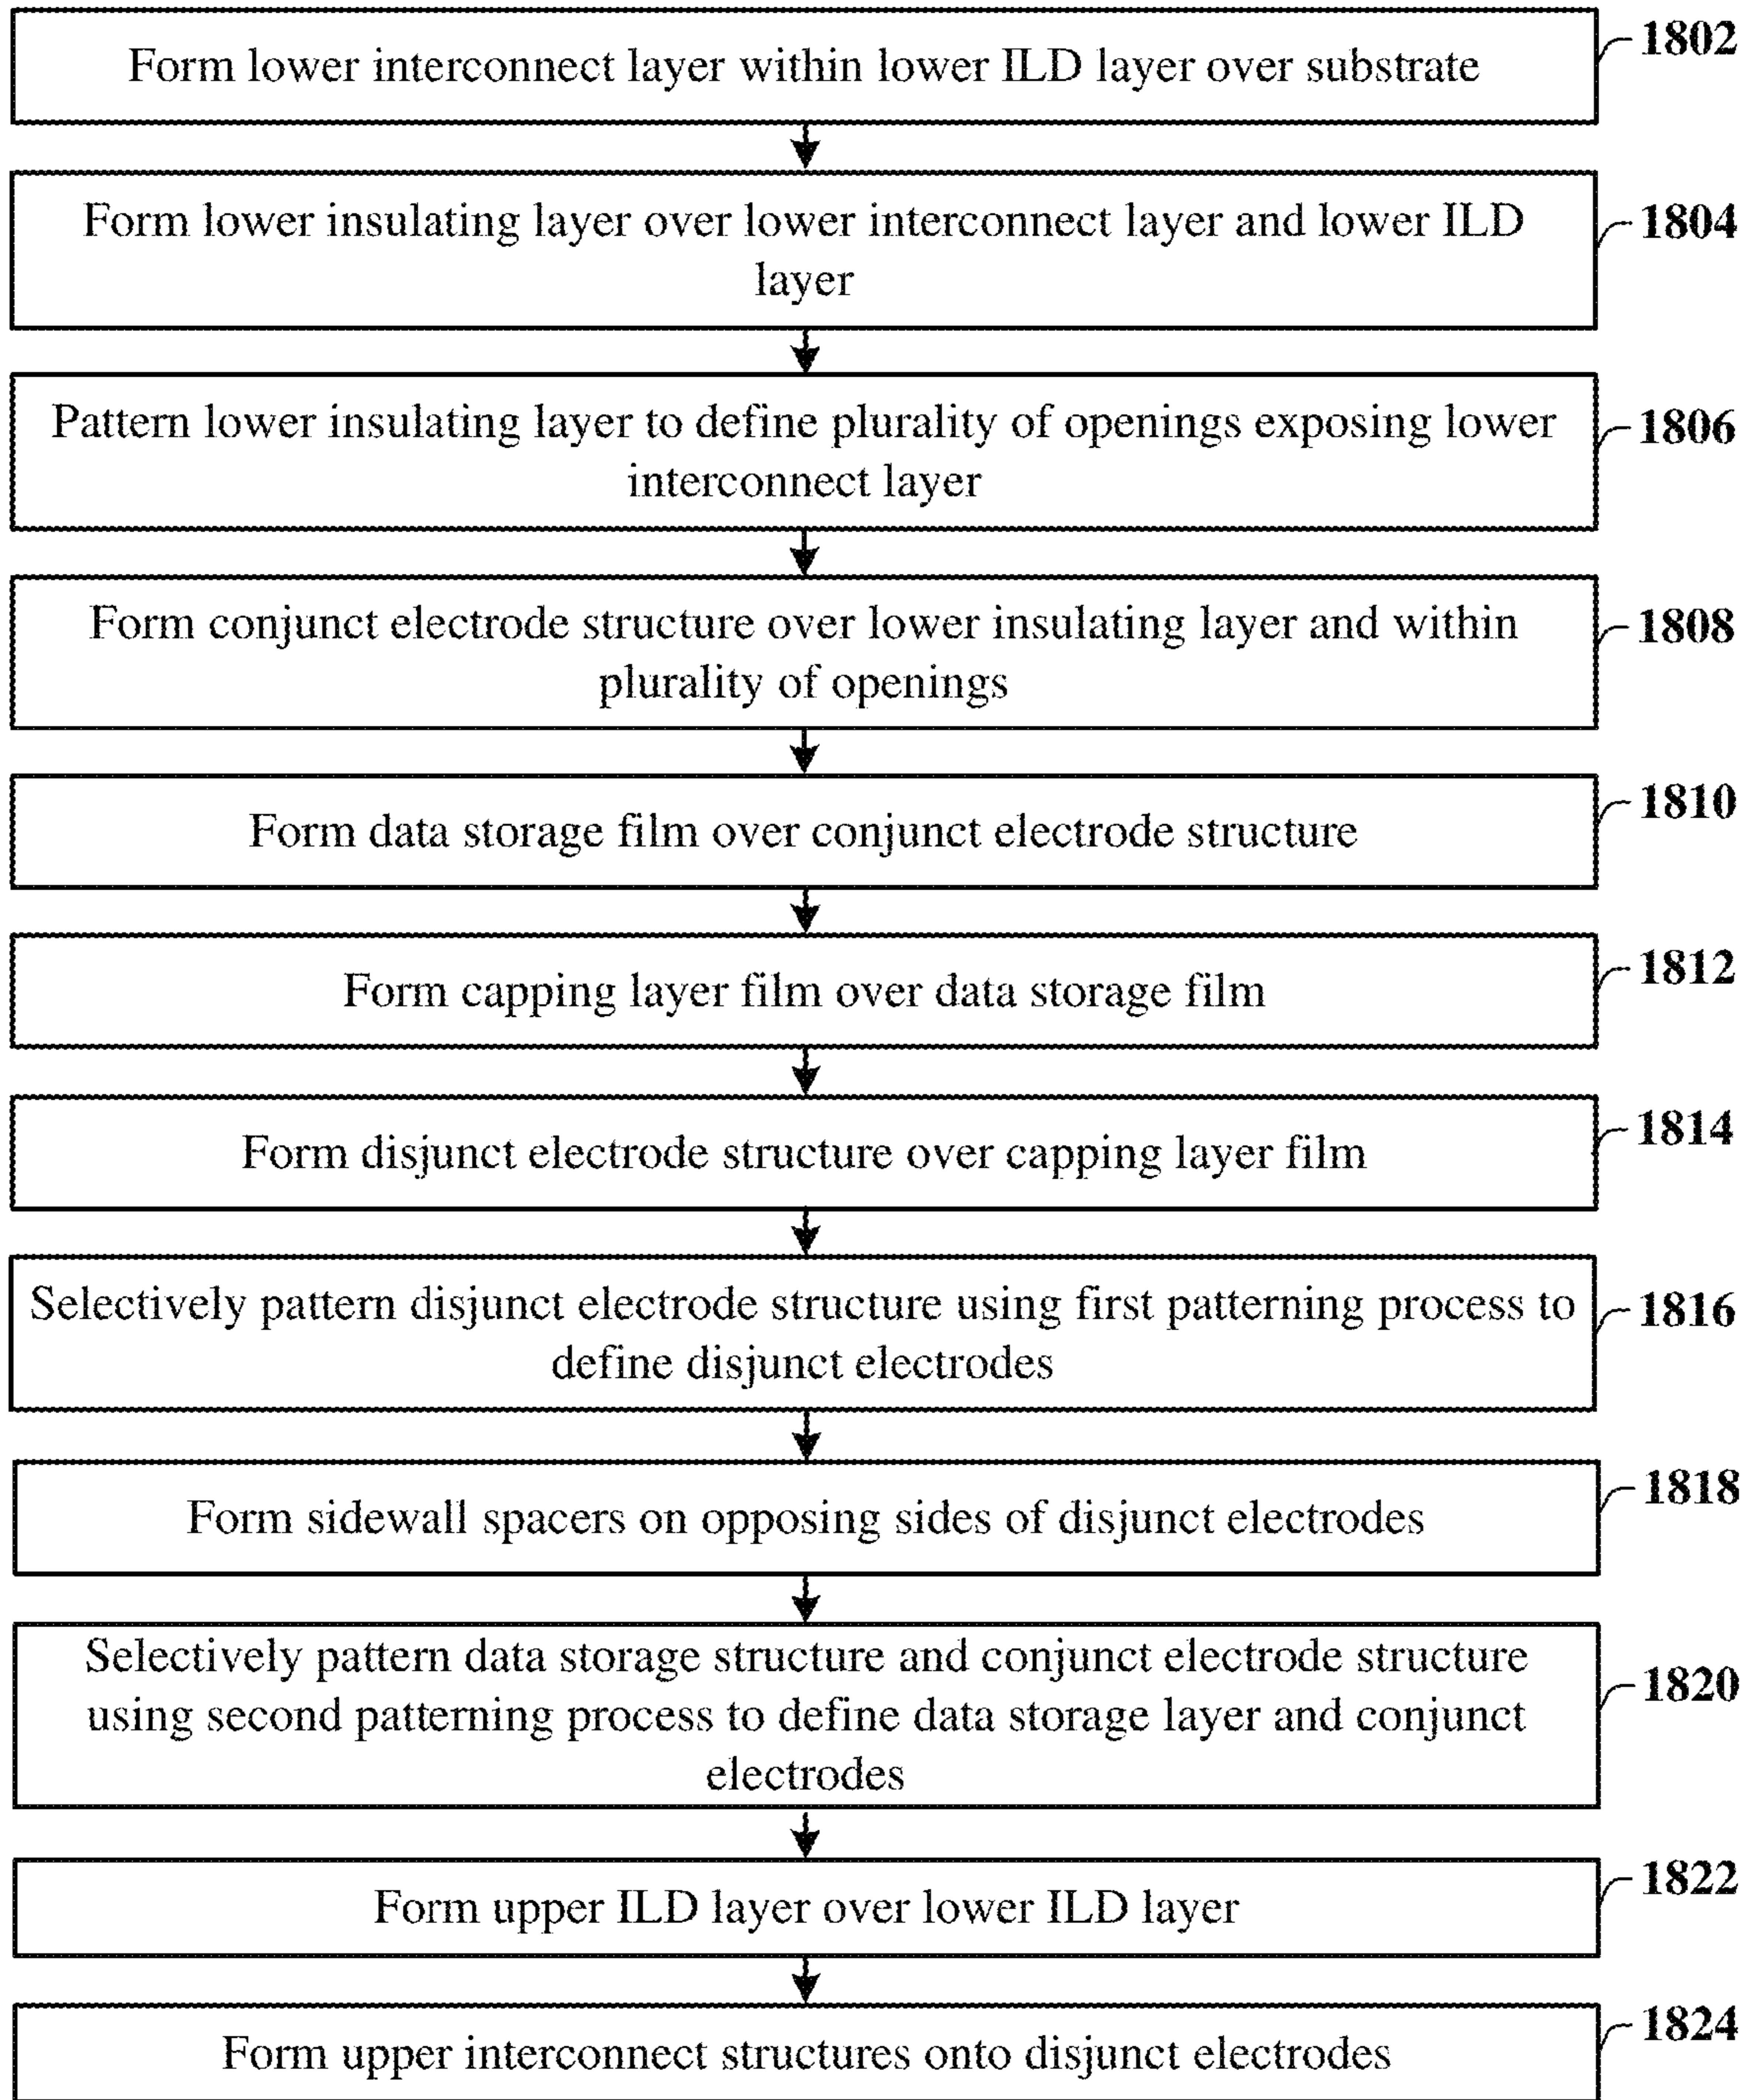 Form lower interconnect layer within lower ILD layer over substrate
1802
Form lower insulating layer over lower interconnect layer and lower ILD
layer
1804
Pattern lower insulating layer to define plurality of openings exposing lower
interconnect layer
1806
Form conjunct electrode structure over lower insulating layer and within
plurality of openings
1808
Form data storage film over conjunct electrode structure
1810
Form capping layer film over data storage film
1812
Form disjunct electrode structure over capping layer film
1814
Selectively pattern disjunct electrode structure using first patterning process to
define disjunct electrodes
1816
Form sidewall spacers on opposing sides of disjunct electrodes
1818
Selectively pattern data storage structure and conjunct electrode structure
using second patterning process to define data storage layer and conjunct
electrodes
1820
Form upper ILD layer over lower ILD layer
1822
Form upper interconnect structures onto disjunct electrodes
1824